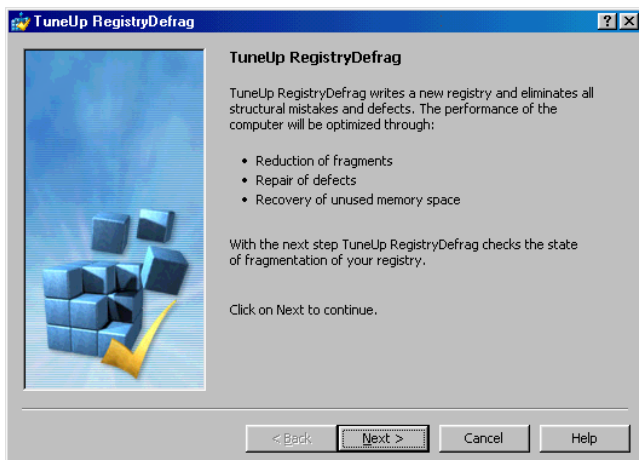 TuneUp RegistryDefrag
TuneUp RegistryDefrag
TuneUp RegistryDefrag writes a new registry and eliminates all
structural mistakes and defects. The performance of the
computer will be optimized through:
• Reduction of fragments
• Repair of defects
• Recovery of unused memory space
With the next step TuneUp RegistryDefrag checks the state
of fragmentation of your registry.
Click on Next to continue.
< Back Next > Cancel Help